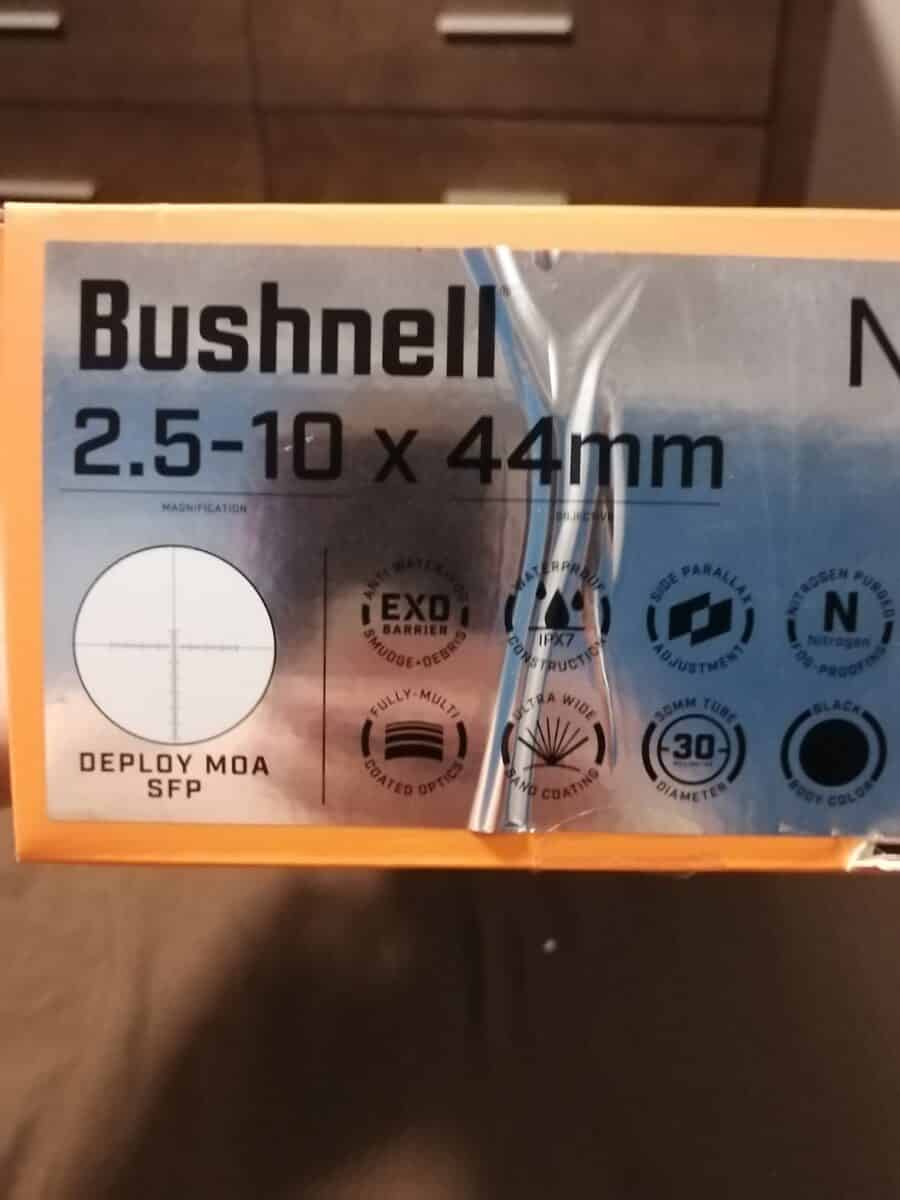 Bushnell
N
2.5-10 x 44mm
MAGNIFICATION
OBJECTIVE
DEPLOY MOA
SFP
ANTI WATER•FOG
EXO
BARRIER
SMUDGE•DEBRIS
WATERPROOF
IPX7
CONSTRUCTION
SIDE PARALLAX
ADJUSTMENT
NITROGEN PURGED
N
Nitrogen
FOG-PROOFING
FULLY-MULTI
COATED OPTICS
ULTRA WIDE
BAND COATING
30MM TUBE
-30-
DIAMETER
BLACK
BODY COLOR